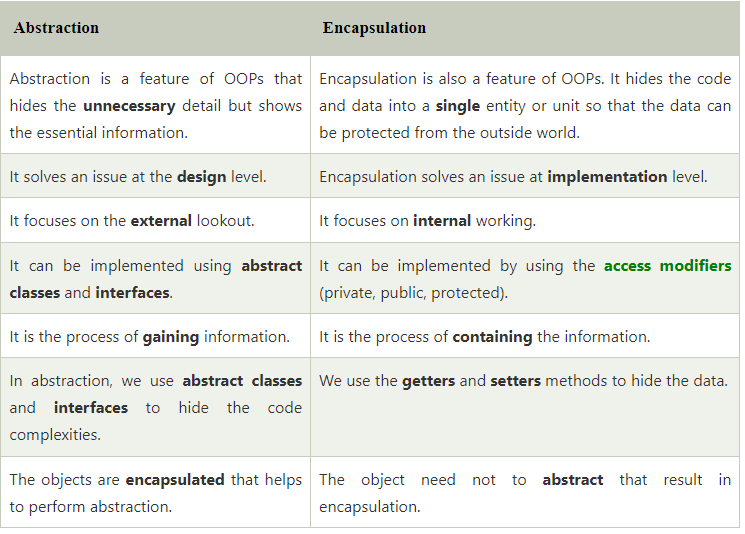 Abstraction
Encapsulation
Abstraction is a feature of OOPs that
hides the unnecessary detail but shows
the essential information.
Encapsulation is also a feature of OOPs. It hides the code
and data into a single entity or unit so that the data can
be protected from the outside world.
It solves an issue at the design level.
Encapsulation solves an issue at implementation level.
It focuses on the external lookout.
It focuses on internal working.
It can be implemented using abstract
classes and interfaces.
It can be implemented by using the access modifiers
(private, public, protected).
It is the process of gaining information.
It is the process of containing the information.
In abstraction, we use abstract classes
and interfaces to hide the code
complexities.
We use the getters and setters methods to hide the data.
The objects are encapsulated that helps
to perform abstraction.
The object need not to abstract that result in
encapsulation.